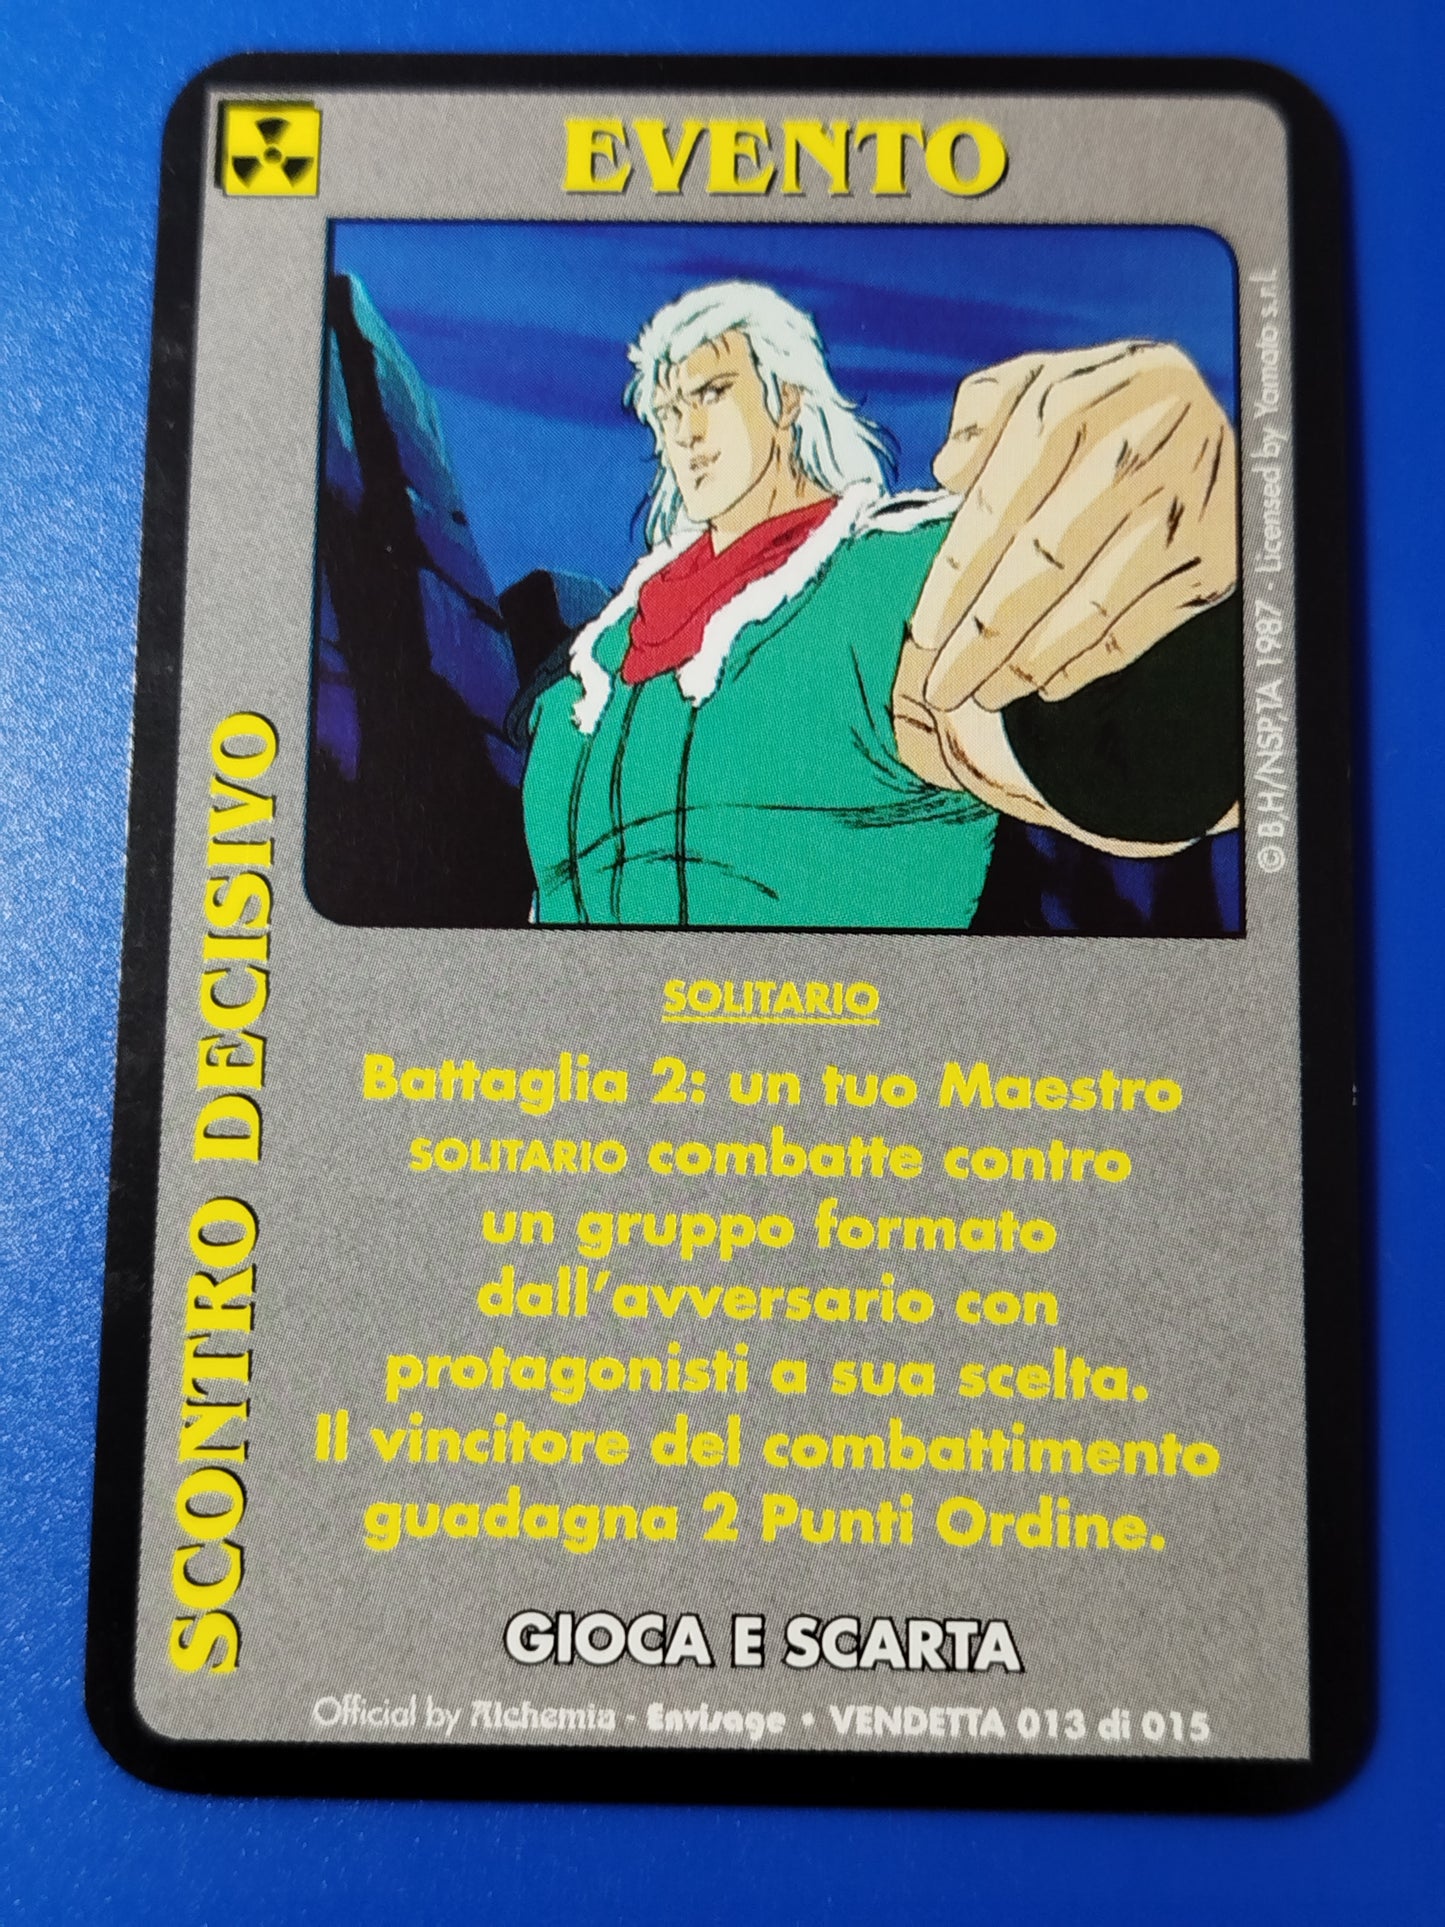 EVENTO
© B.H/NSP.TA 1987 - Licensed by Yamato s.r.l.
SCONTRO DECISIVO
SOLITARIO
Battaglia 2: un tuo Maestro
SOLITARIO combatte contro
un gruppo formato
dall'avversario con
protagonisti a sua scelta.
Il vincitore del combattimento
guadagna 2 Punti Ordine.
GIOCA E SCARTA
Official by Alchemia - Envisage • VENDETTA 013 di 015